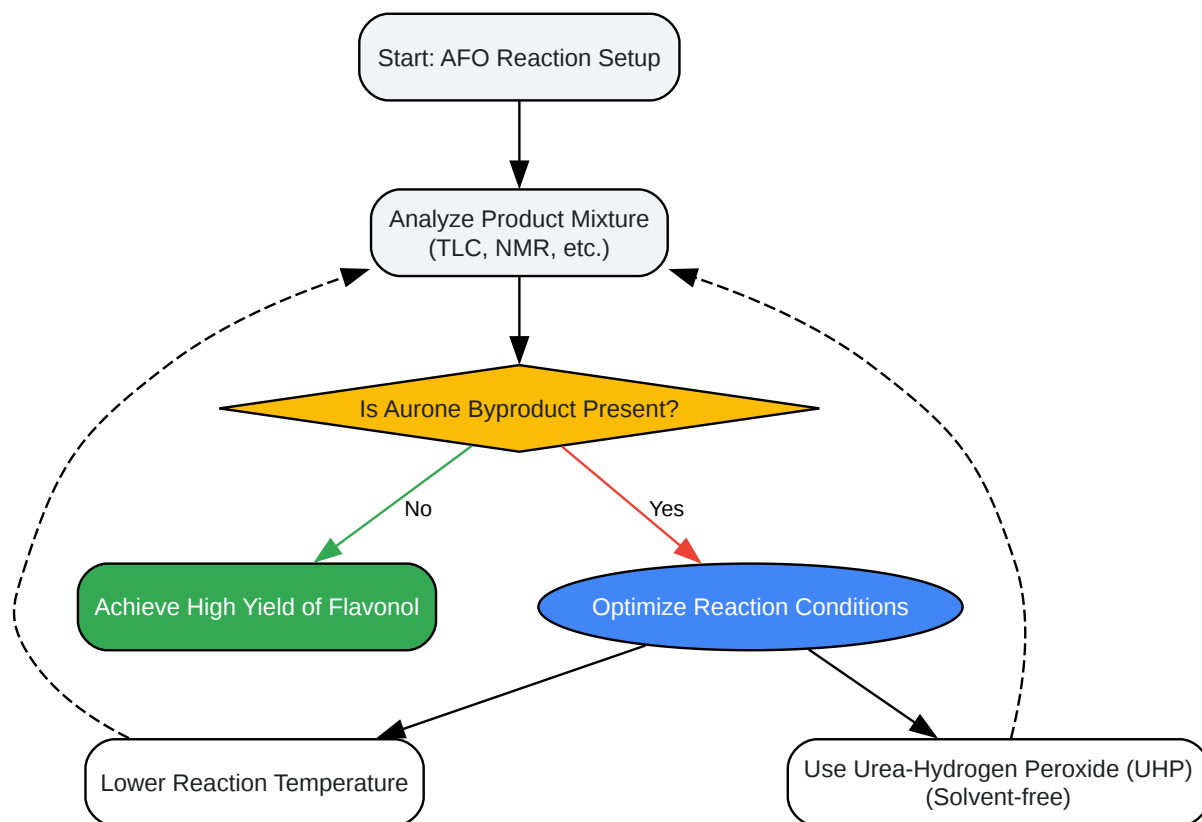 Start: AFO Reaction Setup
Analyze Product Mixture
(TLC, NMR, etc.)
Is Aurone Byproduct Present?
No
Yes
Achieve High Yield of Flavonol
Optimize Reaction Conditions
Lower Reaction Temperature
Use Urea-Hydrogen Peroxide (UHP)
(Solvent-free)